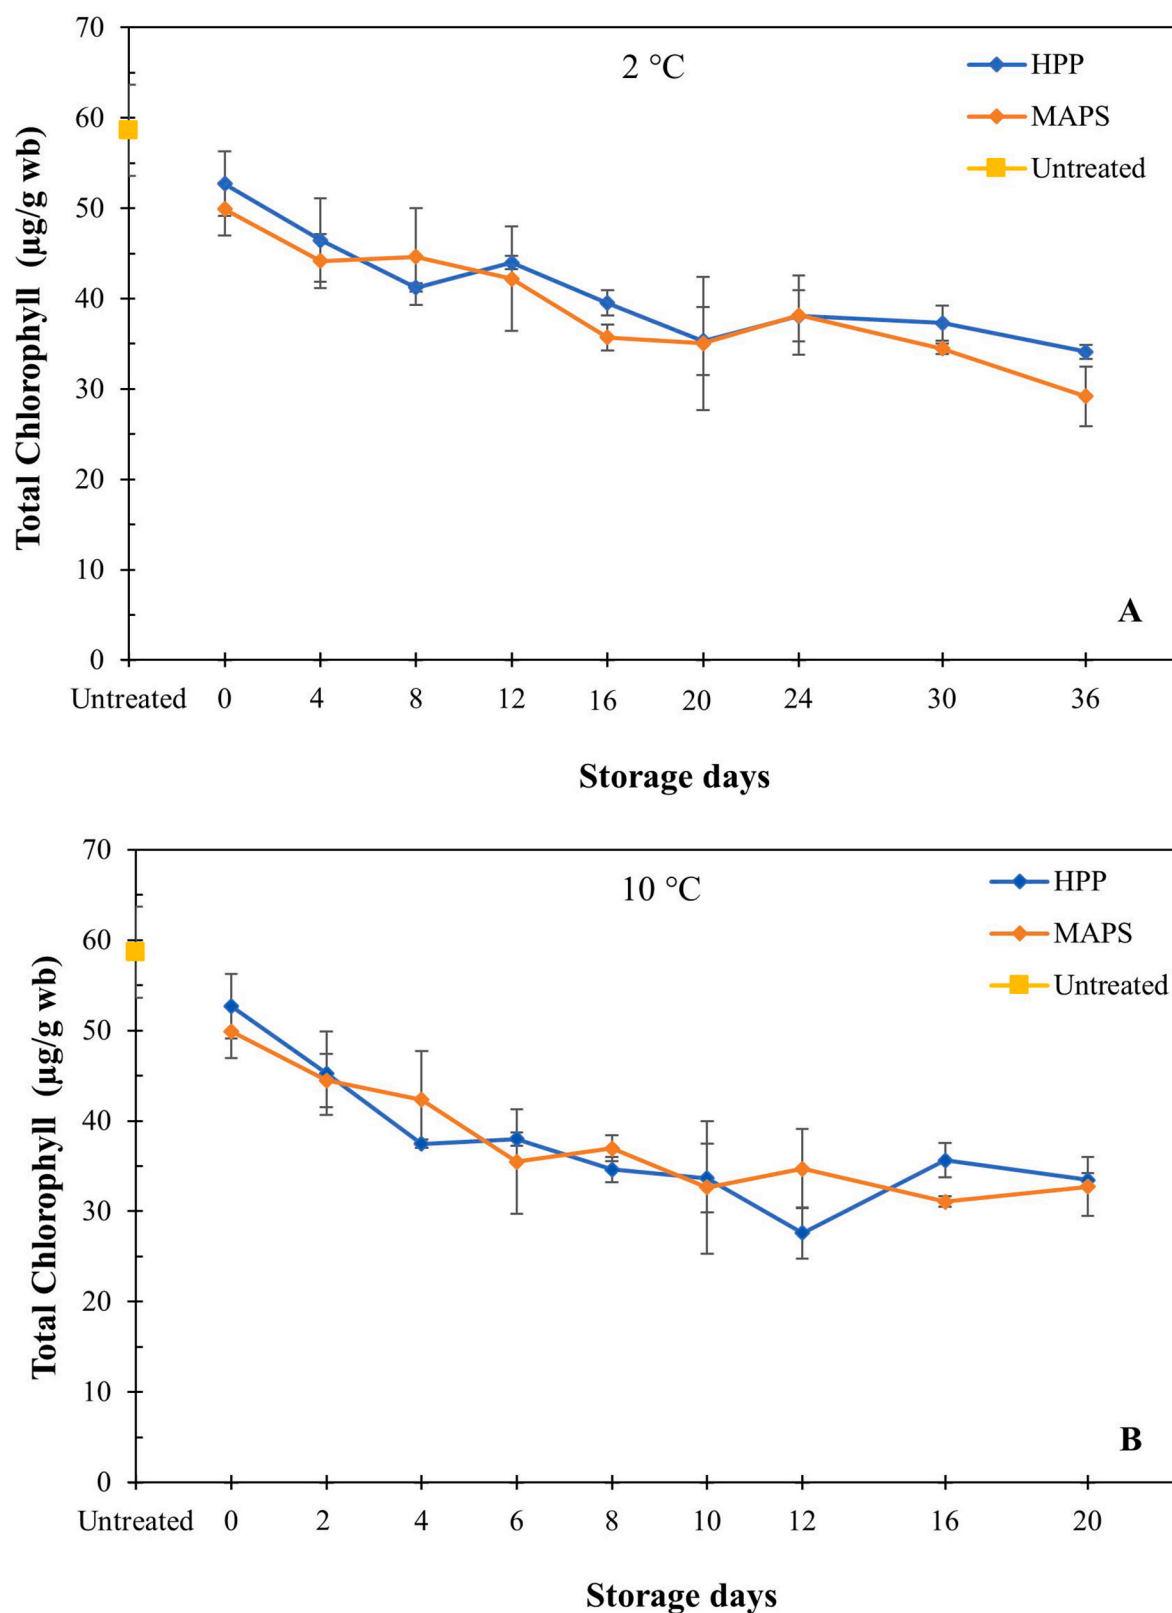 70
2 °C
HPP
MAPS
Untreated
60
50
40
30
20
10
0
Total Chlorophyll (µg/g wb)
A
Untreated 0 4 8 12 16 20 24 30 36
Storage days
70
10 °C
HPP
MAPS
Untreated
60
50
40
30
20
10
0
Total Chlorophyll (µg/g wb)
B
Untreated 0 2 4 6 8 10 12 16 20
Storage days